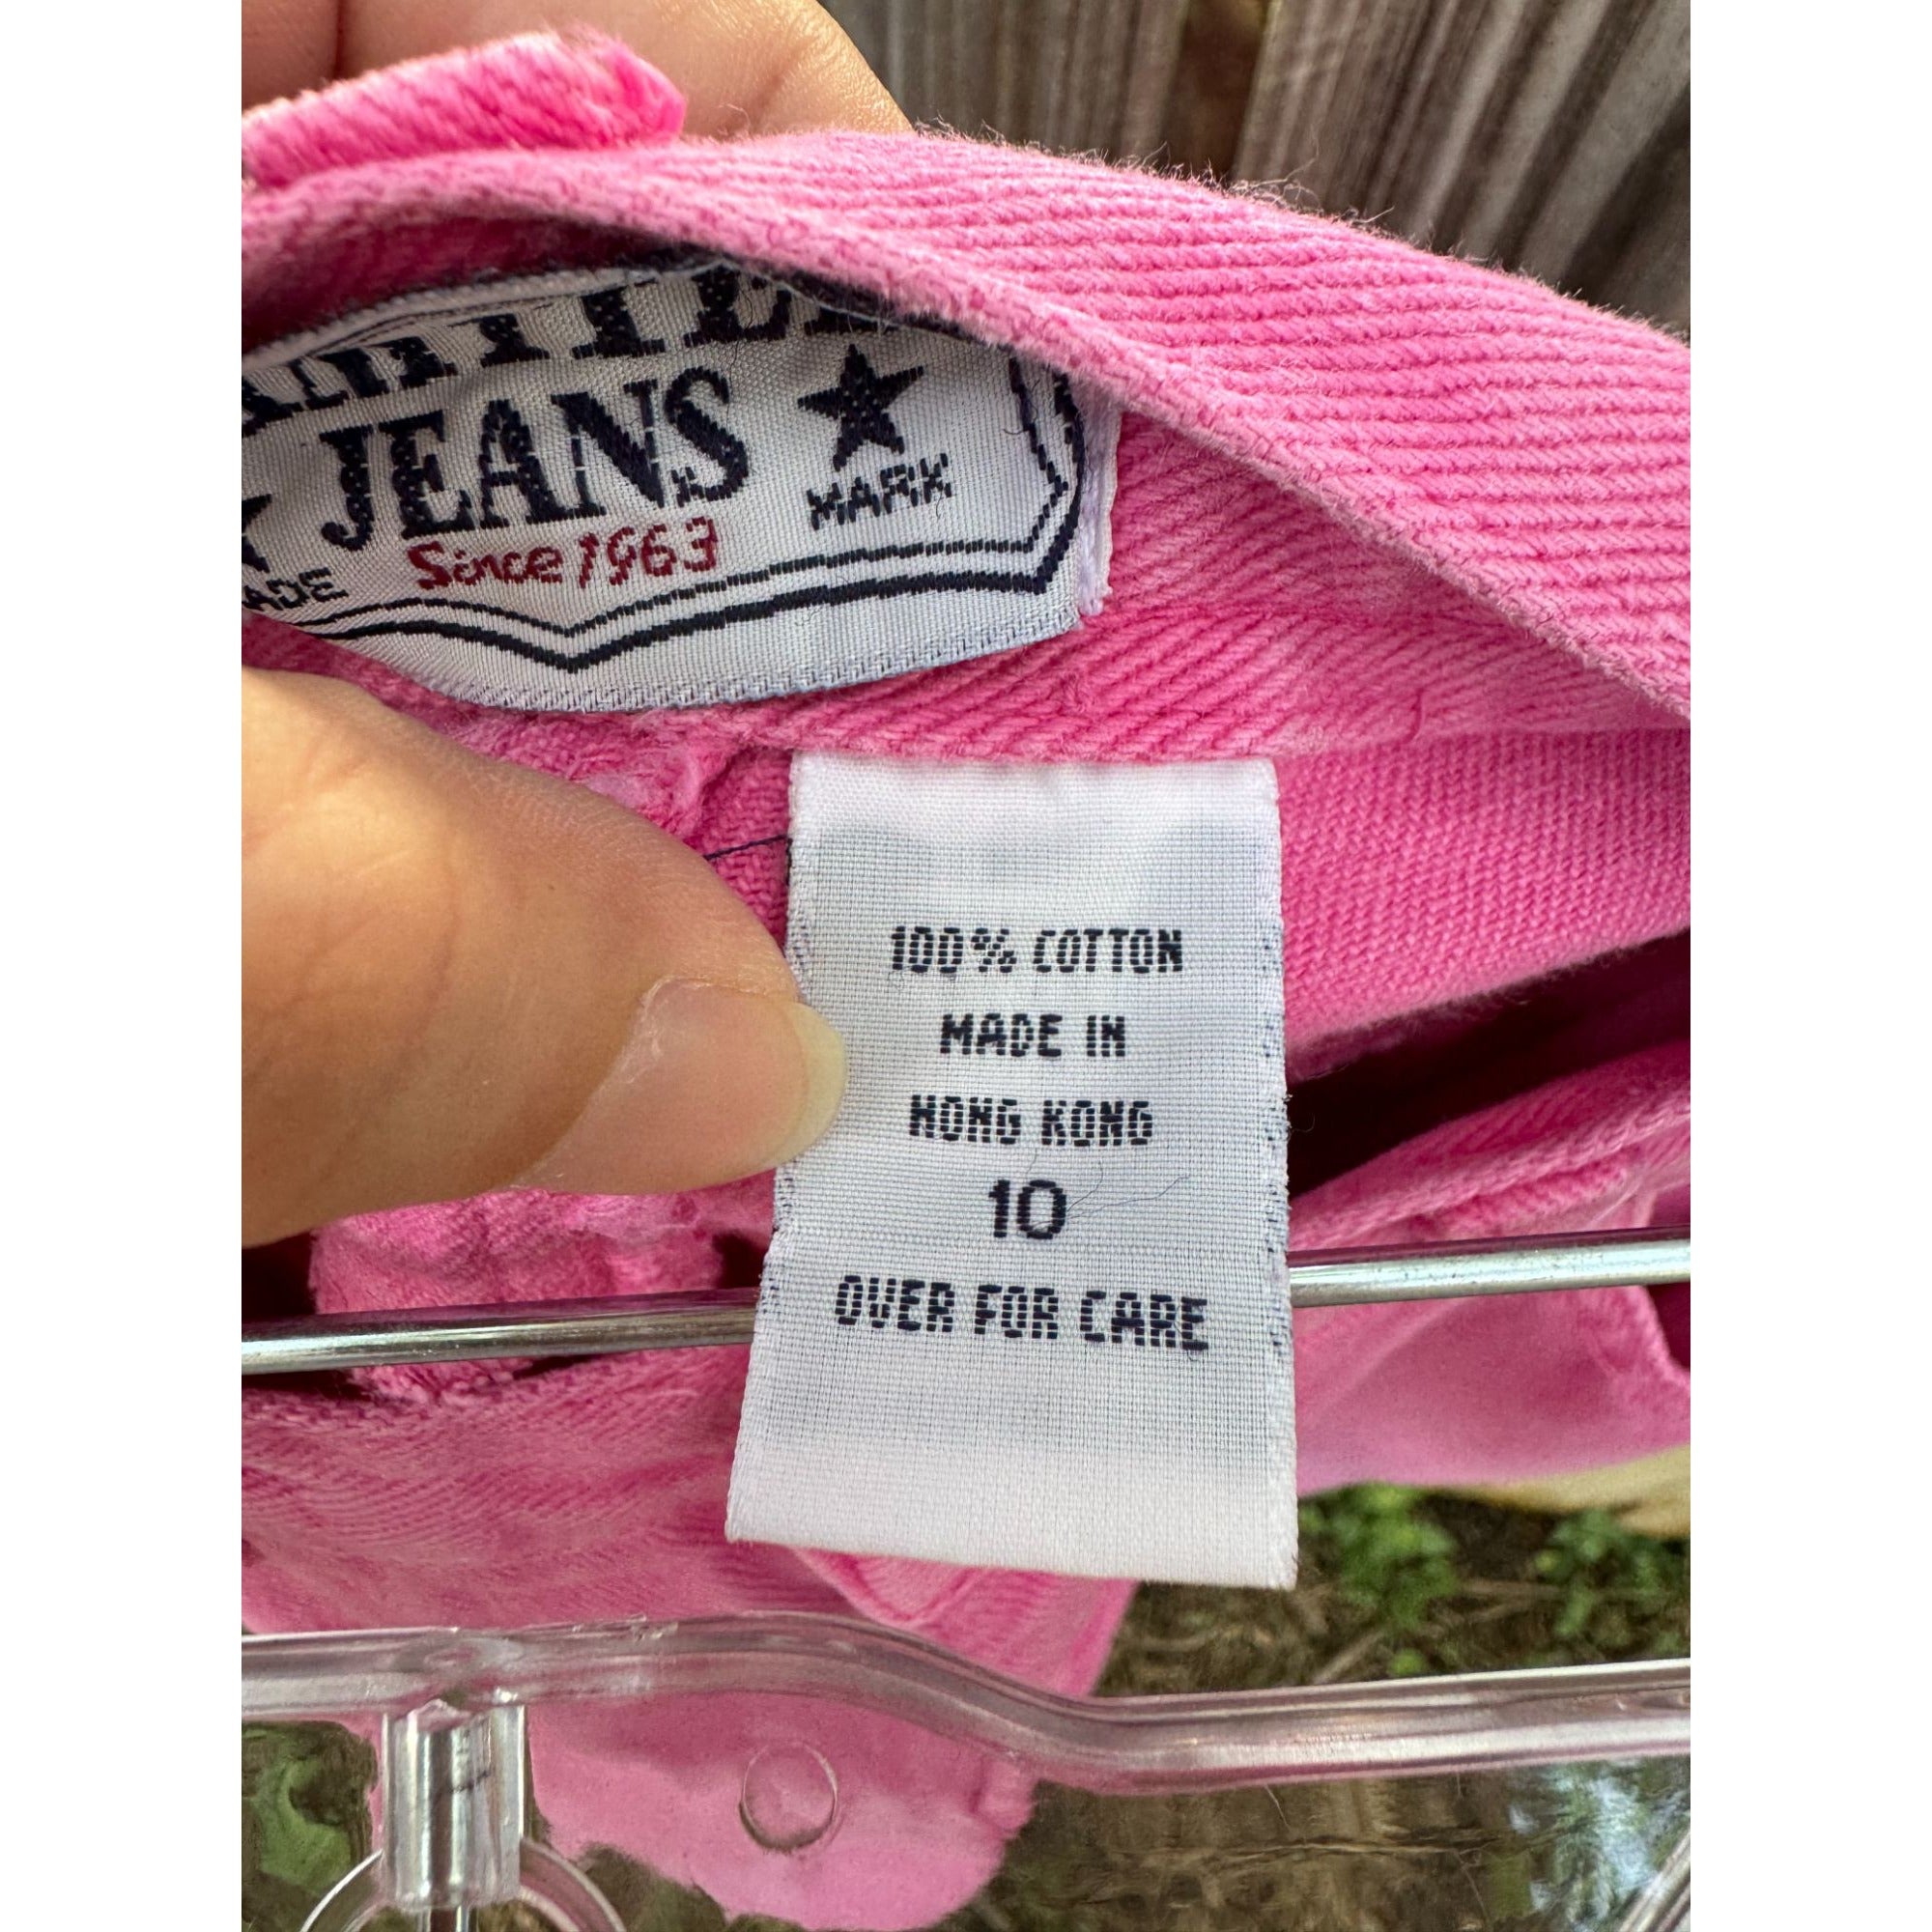 JEANS
MARK
Since 1963
100% COTTON
MADE IN
HONG KONG
10
OVER FOR CARE